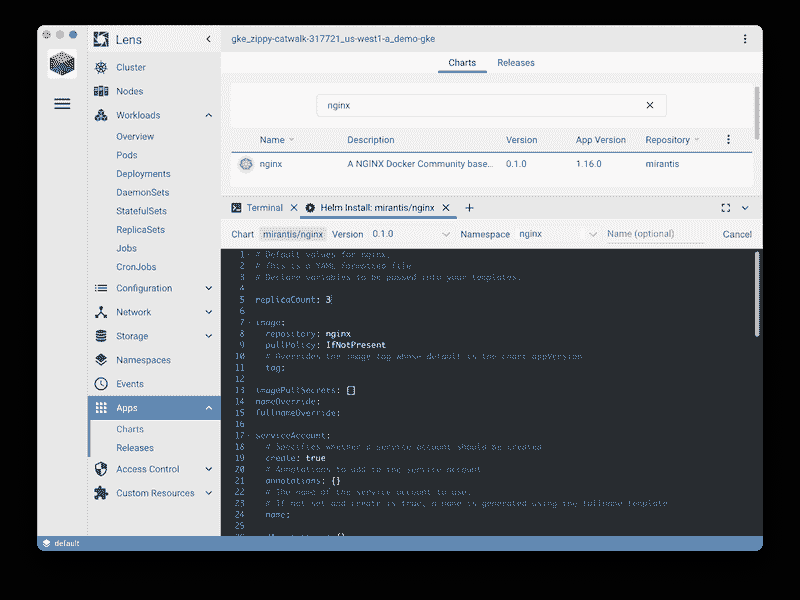 Lens
gke_zippy-catwalk-317721_us-west1-a_demo-gke
Charts Releases
nginx
Name Description Version App Version Repository
nginx A NGINX Docker Community base... 0.1.0 1.16.0 mirantis
Cluster
Nodes
Workloads
Overview
Pods
Deployments
DaemonSets
StatefulSets
ReplicaSets
Jobs
CronJobs
Configuration
Network
Storage
Namespaces
Events
Apps
Charts
Releases
Access Control
Custom Resources
Terminal Helm Install: mirantis/nginx
Chart mirantis/nginx Version 0.1.0 Namespace nginx Name (optional) Cancel
1 # Default values for nginx.
2 # This is a YAML-formatted file
3 # Declare variables to be passed into your templates.
4
5 replicaCount: 3
6
7 image:
8 repository: nginx
9 pullPolicy: IfNotPresent
10 # Overrides the image tag whose default is the chart appVersion
11 tag:
12
13 imagePullSecrets: []
14 nameOverride:
15 fullnameOverride:
16
17 serviceAccount:
18 # Specifies whether a service account should be created
19 create: true
20 # Annotations to add to the service account
21 annotations: {}
22 # The name of the service account to use.
23 # If not set and create is true, a name is generated using the fullname template
24 name:
25
default